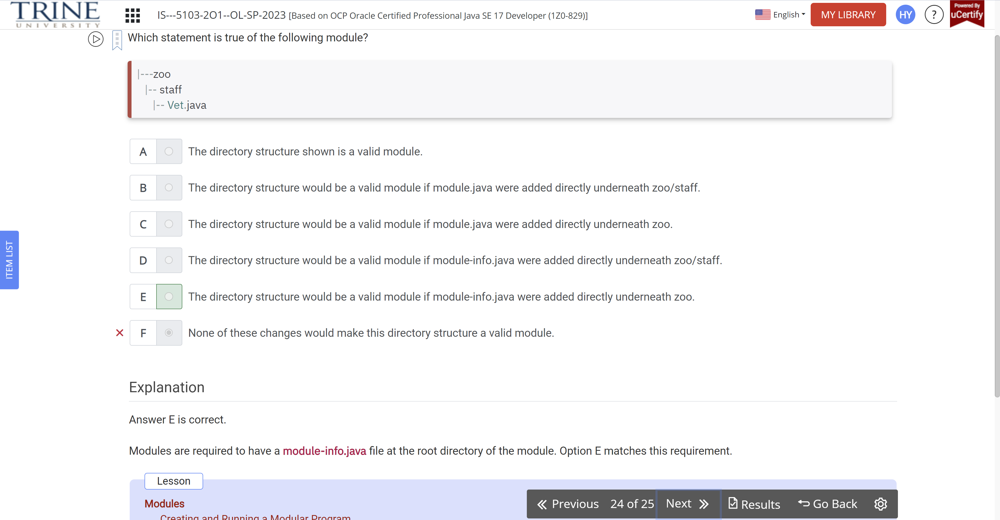 TRINE
UNIVERSITY
IS---5103-2O1--OL-SP-2023 [Based on OCP Oracle Certified Professional Java SE 17 Developer (1Z0-829)]
English
MY LIBRARY
HY
?
Powered By
uCertify
Which statement is true of the following module?
|---zoo
|-- staff
|-- Vet.java
A The directory structure shown is a valid module.
B The directory structure would be a valid module if module.java were added directly underneath zoo/staff.
C The directory structure would be a valid module if module.java were added directly underneath zoo.
D The directory structure would be a valid module if module-info.java were added directly underneath zoo/staff.
E The directory structure would be a valid module if module-info.java were added directly underneath zoo.
F None of these changes would make this directory structure a valid module.
ITEM LIST
Explanation
Answer E is correct.
Modules are required to have a module-info.java file at the root directory of the module. Option E matches this requirement.
Lesson
Modules
Creating and Running a Modular Program
Previous 24 of 25 Next Results Go Back